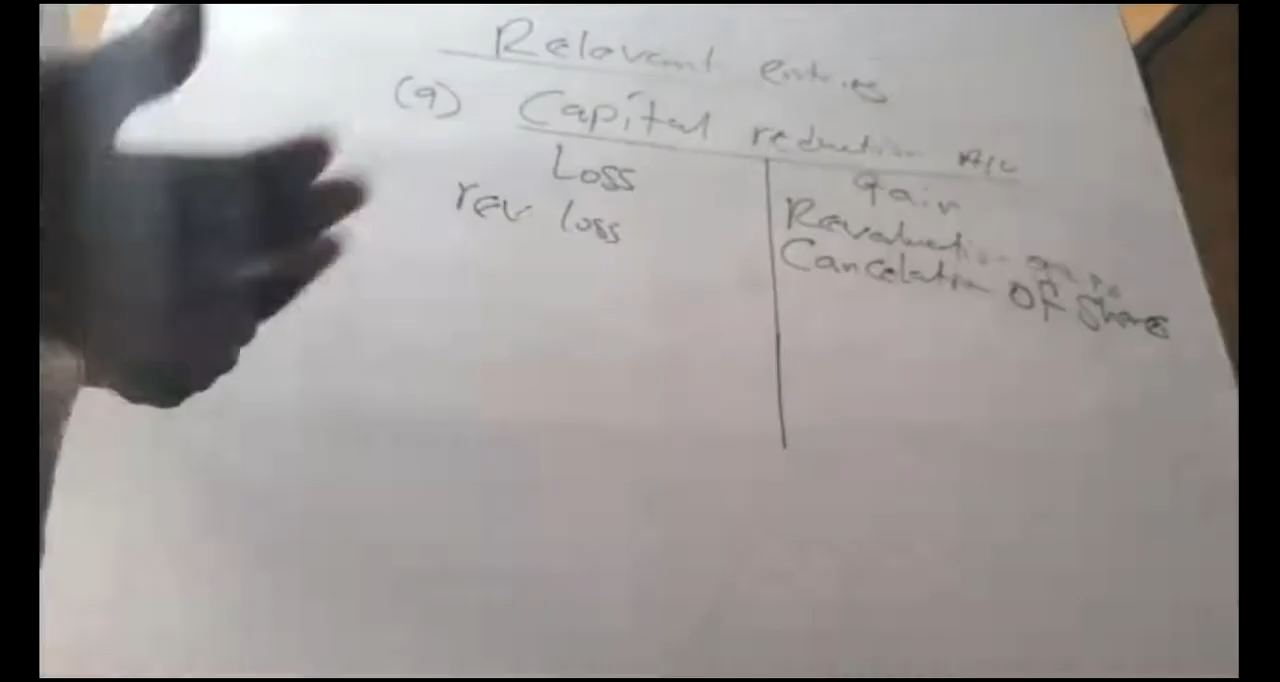 Relevant entries
(a) Capital reduction A/C
Loss
rev loss
gain
Revaluation gain
Cancelation OF Shares